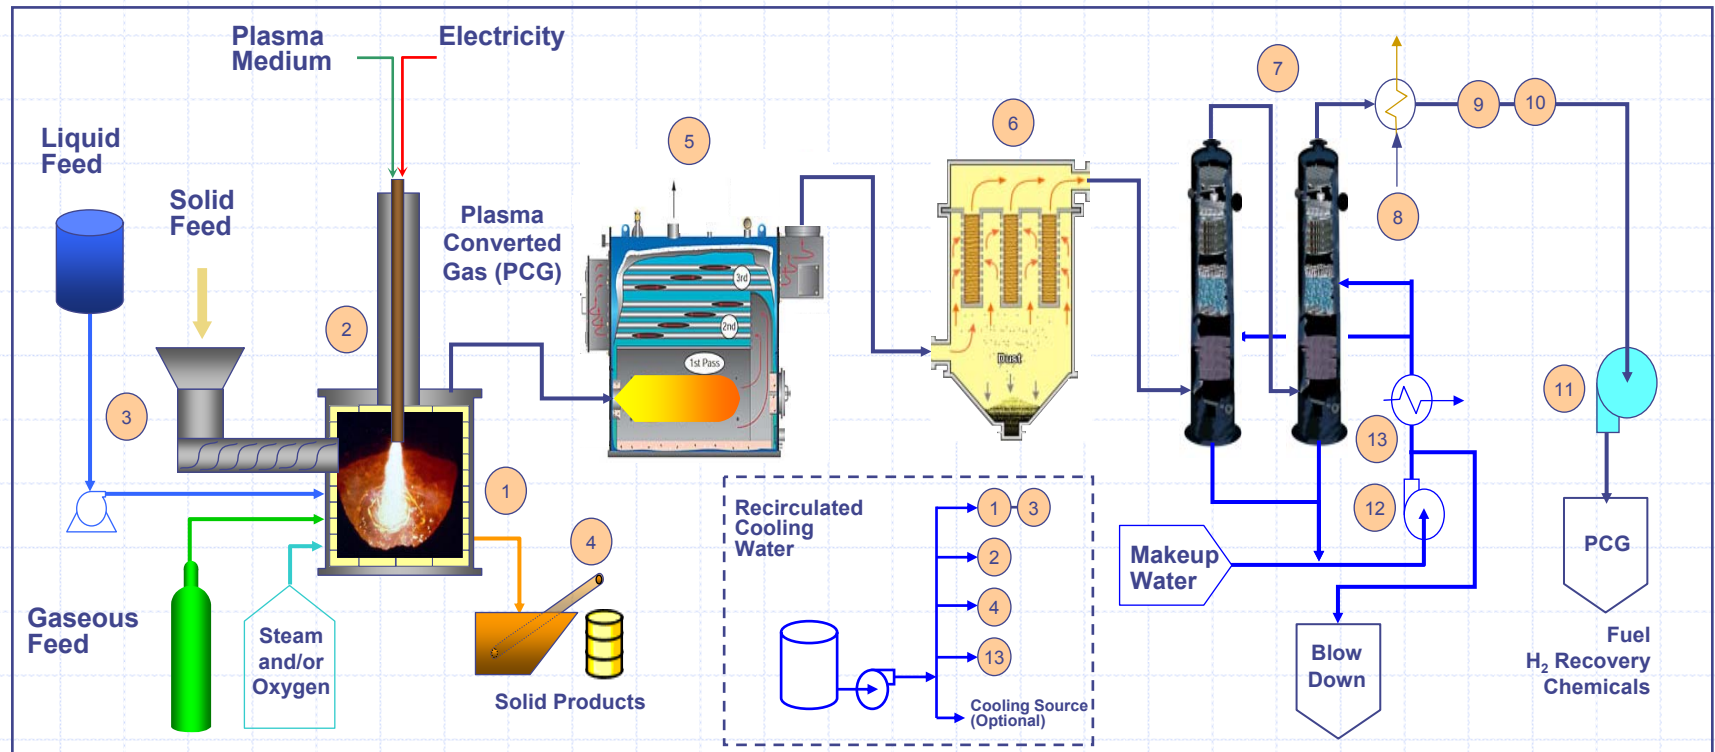 Plasma
Medium
Electricity
Liquid
Feed
Solid
Feed
Plasma
Converted
Gas (PCG)
5
6
7
8
9
10
3rd
2nd
1st Pass
Dust
2
3
1
4
11
13
12
Gaseous
Feed
Steam
and/or
Oxygen
Solid Products
Recirculated
Cooling
Water
1
3
2
4
13
Cooling Source
(Optional)
Makeup
Water
Blow
Down
PCG
Fuel
H₂ Recovery
Chemicals